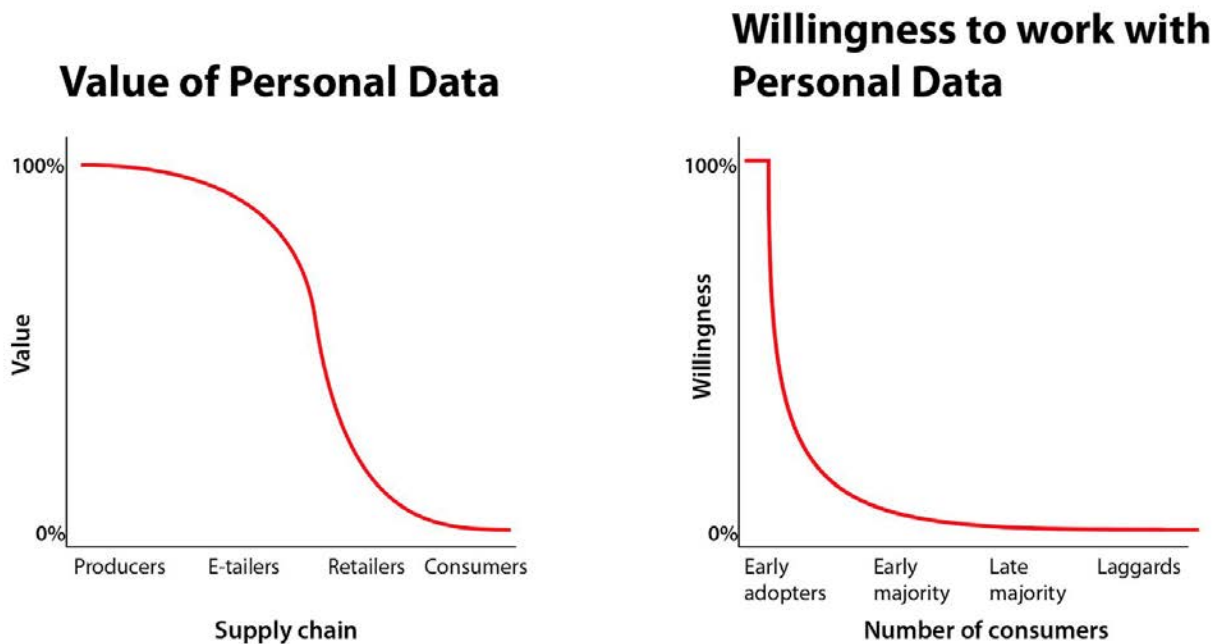 Value of Personal Data
100%
Value
0%
Producers E-tailers Retailers Consumers
Supply chain
Willingness to work with
Personal Data
100%
Willingness
0%
Early Early Late Laggards
adopters majority majority
Number of consumers